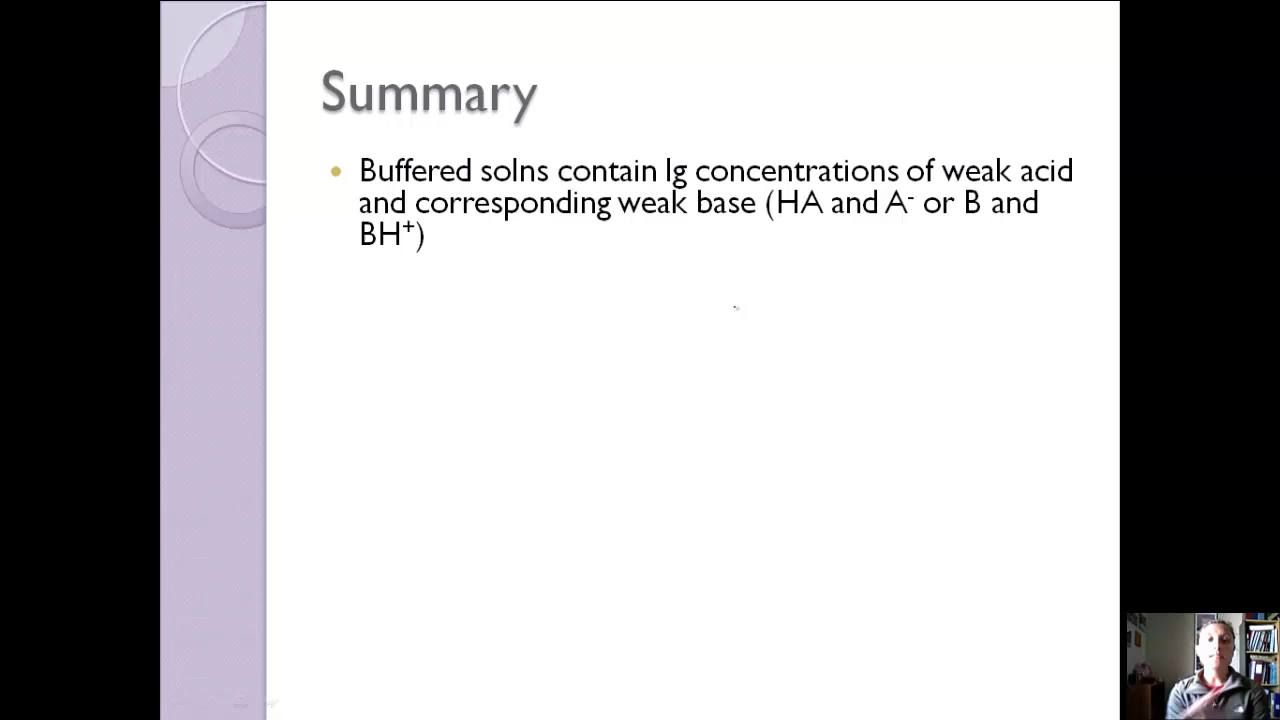 Summary
Buffered solns contain lg concentrations of weak acid
and corresponding weak base (HA and A⁻ or B and
BH⁺)